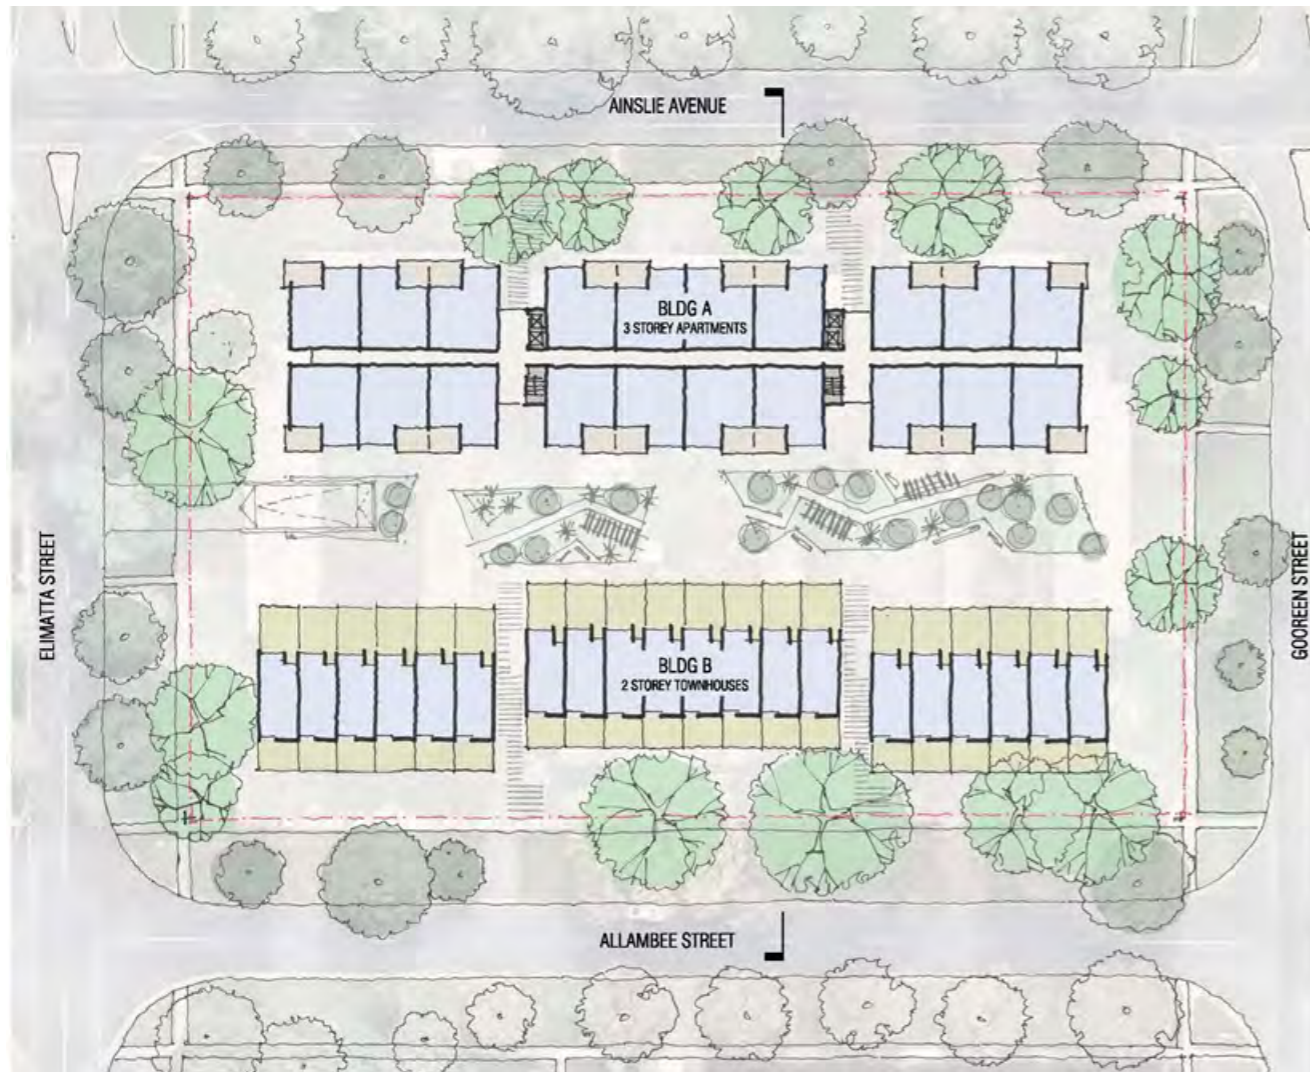 AINSLIE AVENUE
BLDG A
3 STOREY APARTMENTS
ELIMATTA STREET
GOOREEN STREET
BLDG B
2 STOREY TOWNHOUSES
ALLAMBEE STREET